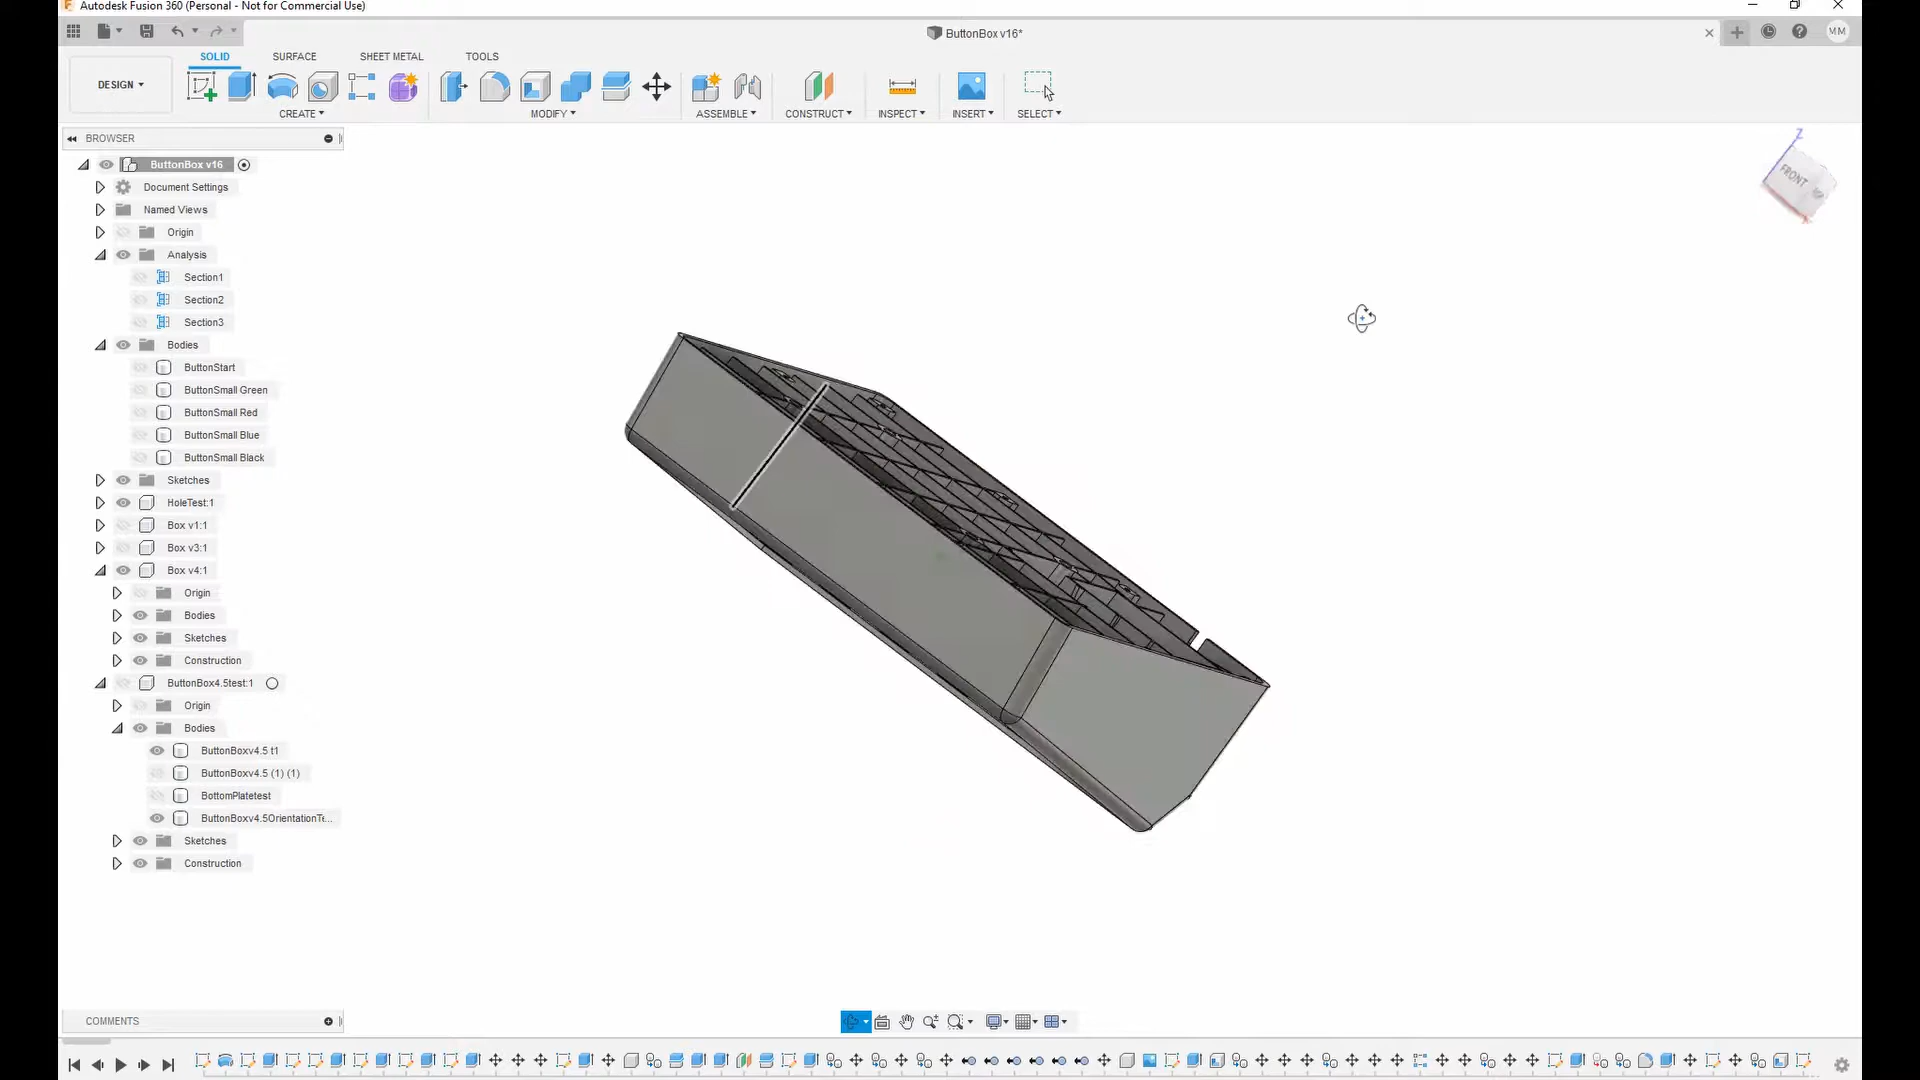 Autodesk Fusion 360 (Personal - Not for Commercial Use)
ButtonBox v16*
MM
SOLID SURFACE SHEET METAL TOOLS
DESIGN
CREATE MODIFY ASSEMBLE CONSTRUCT INSPECT INSERT SELECT
BROWSER
ButtonBox v16
Document Settings
Named Views
Origin
Analysis
Section1
Section2
Section3
Bodies
ButtonStart
ButtonSmall Green
ButtonSmall Red
ButtonSmall Blue
ButtonSmall Black
Sketches
HoleTest:1
Box v1:1
Box v3:1
Box v4:1
Origin
Bodies
Sketches
Construction
ButtonBox4.5test:1
Origin
Bodies
ButtonBoxv4.5 t1
ButtonBoxv4.5 (1) (1)
BottomPlatetest
ButtonBoxv4.5OrientationTe...
Sketches
Construction
Z
FRONT
X
COMMENTS